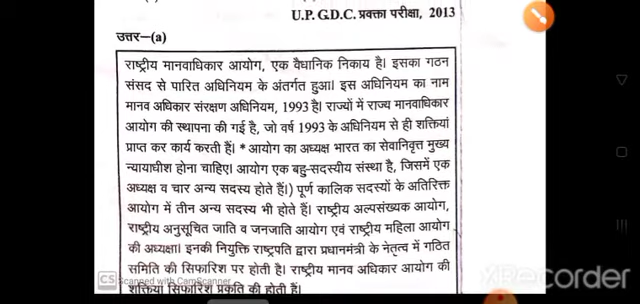 U.P. G.D.C. प्रवक्ता परीक्षा, 2013
उत्तर–(a)
राष्ट्रीय मानवाधिकार आयोग, एक वैधानिक निकाय है। इसका गठन
संसद से पारित अधिनियम के अंतर्गत हुआ। इस अधिनियम का नाम
मानव अधिकार संरक्षण अधिनियम, 1993 है। राज्यों में राज्य मानवाधिकार
आयोग की स्थापना की गई है, जो वर्ष 1993 के अधिनियम से ही शक्तियां
प्राप्त कर कार्य करती हैं। * आयोग का अध्यक्ष भारत का सेवानिवृत्त मुख्य
न्यायाधीश होना चाहिए। आयोग एक बहु-सदस्यीय संस्था है, जिसमें एक
अध्यक्ष व चार अन्य सदस्य होते हैं।) पूर्ण कालिक सदस्यों के अतिरिक्त
आयोग में तीन अन्य सदस्य भी होते हैं। राष्ट्रीय अल्पसंख्यक आयोग,
राष्ट्रीय अनुसूचित जाति व जनजाति आयोग एवं राष्ट्रीय महिला आयोग
की अध्यक्षा। इनकी नियुक्ति राष्ट्रपति द्वारा प्रधानमंत्री के नेतृत्व में गठित
समिति की सिफारिश पर होती है। राष्ट्रीय मानव अधिकार आयोग की
शक्तियां सिफारिश प्रकृति की होती हैं।
CS Scanned with CamScanner
XRecorder